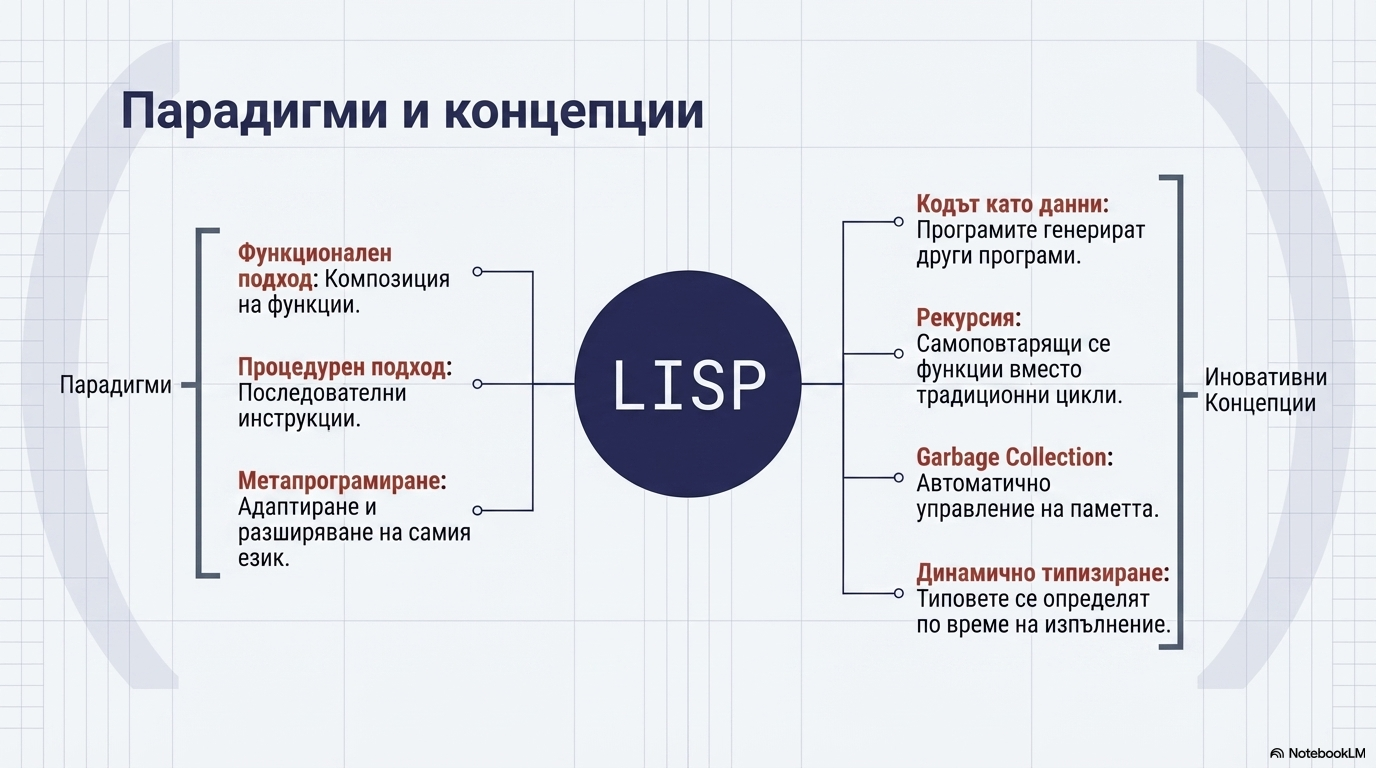 Парадигми и концепции
Парадигми
Функционален
подход: Композиция
на функции.
Процедурен подход:
Последователни
инструкции.
Метапрограмиране:
Адаптиране и
разширяване на самия
език.
LISP
Кодът като данни:
Програмите генерират
други програми.
Рекурсия:
Самоповтарящи се
функции вместо
традиционни цикли.
Garbage Collection:
Автоматично
управление на паметта.
Динамично типизиране:
Типовете се определят
по време на изпълнение.
Иновативни
Концепции
NotebookLM